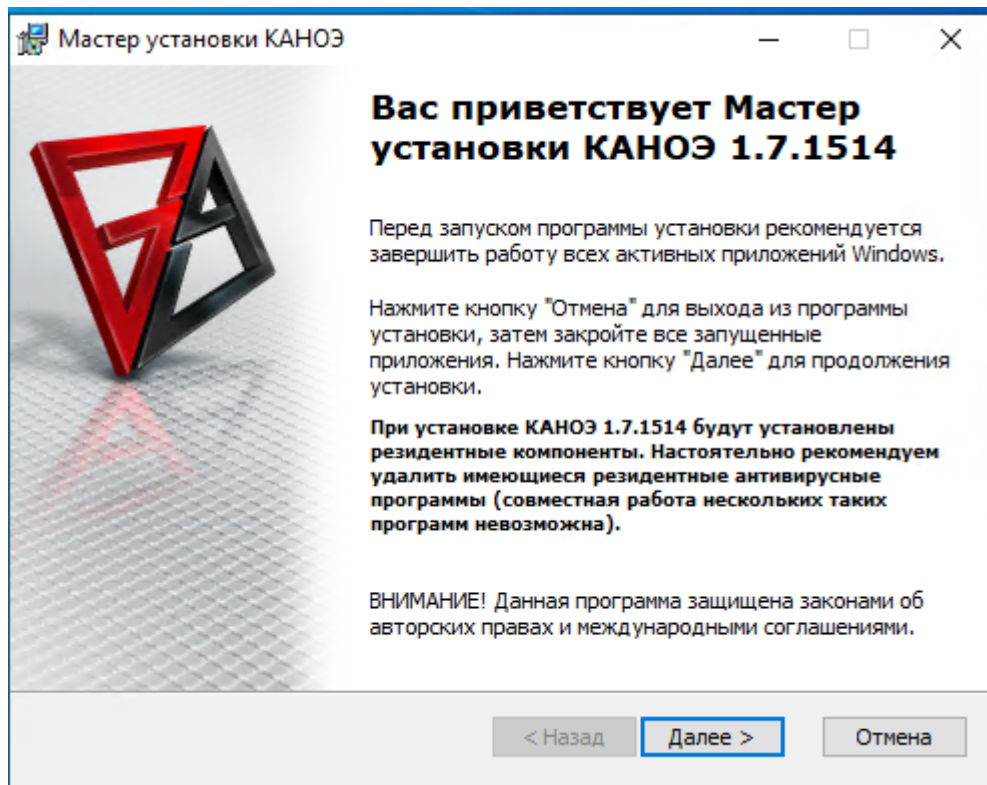 Мастер установки КАНОЭ
Вас приветствует Мастер
установки КАНОЭ 1.7.1514
Перед запуском программы установки рекомендуется
завершить работу всех активных приложений Windows.
Нажмите кнопку "Отмена" для выхода из программы
установки, затем закройте все запущенные
приложения. Нажмите кнопку "Далее" для продолжения
установки.
При установке КАНОЭ 1.7.1514 будут установлены
резидентные компоненты. Настоятельно рекомендуем
удалить имеющиеся резидентные антивирусные
программы (совместная работа нескольких таких
программ невозможна).
ВНИМАНИЕ! Данная программа защищена законами об
авторских правах и международными соглашениями.
< Назад Далее > Отмена